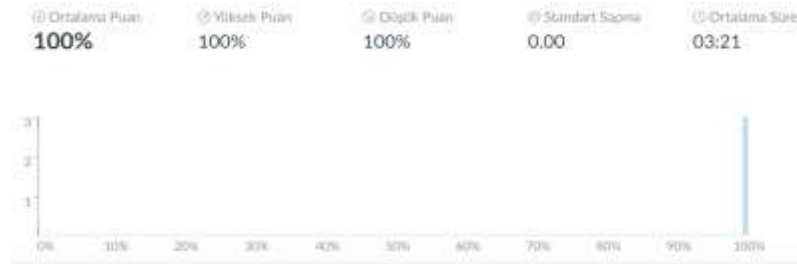 Ortalama Puan Yüksek Puan Düşük Puan Standart Sapma Ortalama Süre
100% 100% 100% 0.00 03:21
3
2
1
0% 10% 20% 30% 40% 50% 60% 70% 80% 90% 100%